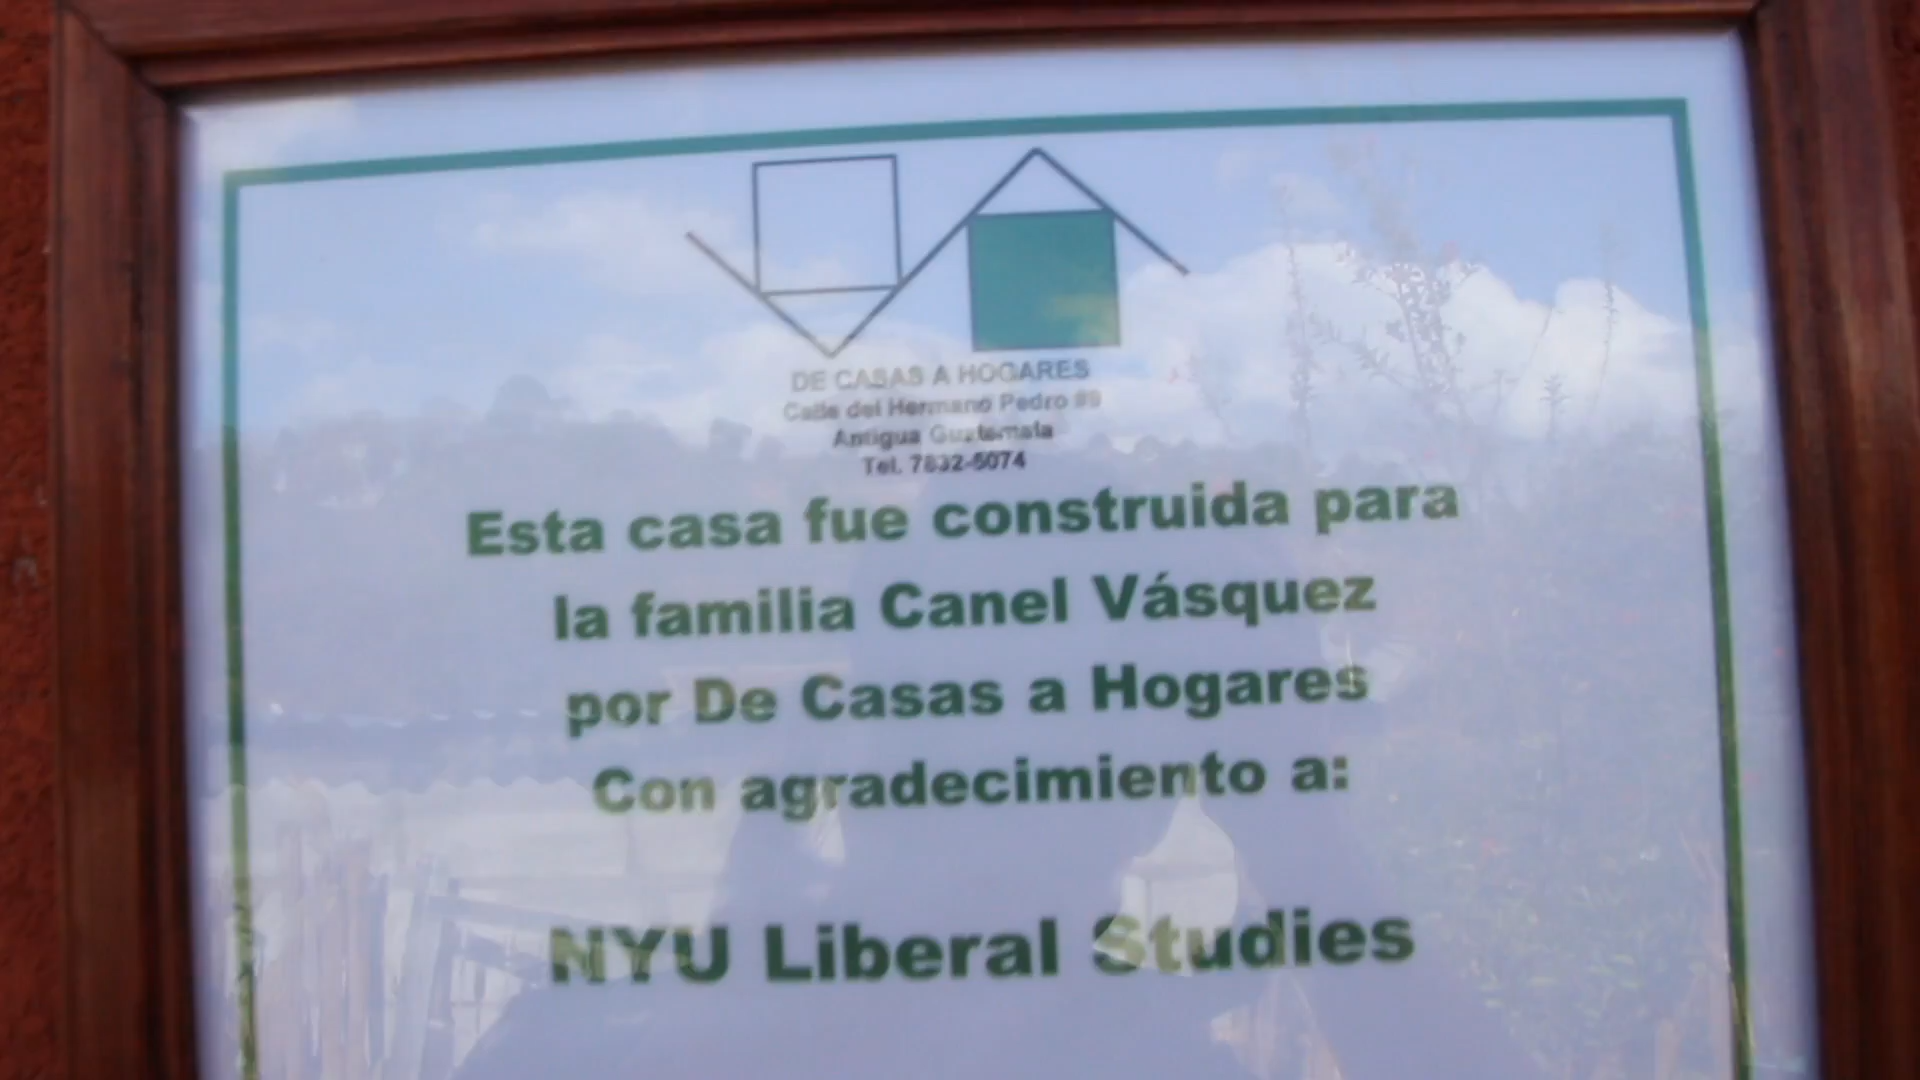 DE CASAS A HOGARES
Calle del Hermano Pedro
Antigua Guatemala
Tel. 7832-5074
Esta casa fue construida para
la familia Canel Vásquez
por De Casas a Hogares
Con agradecimiento a:
NYU Liberal Studies